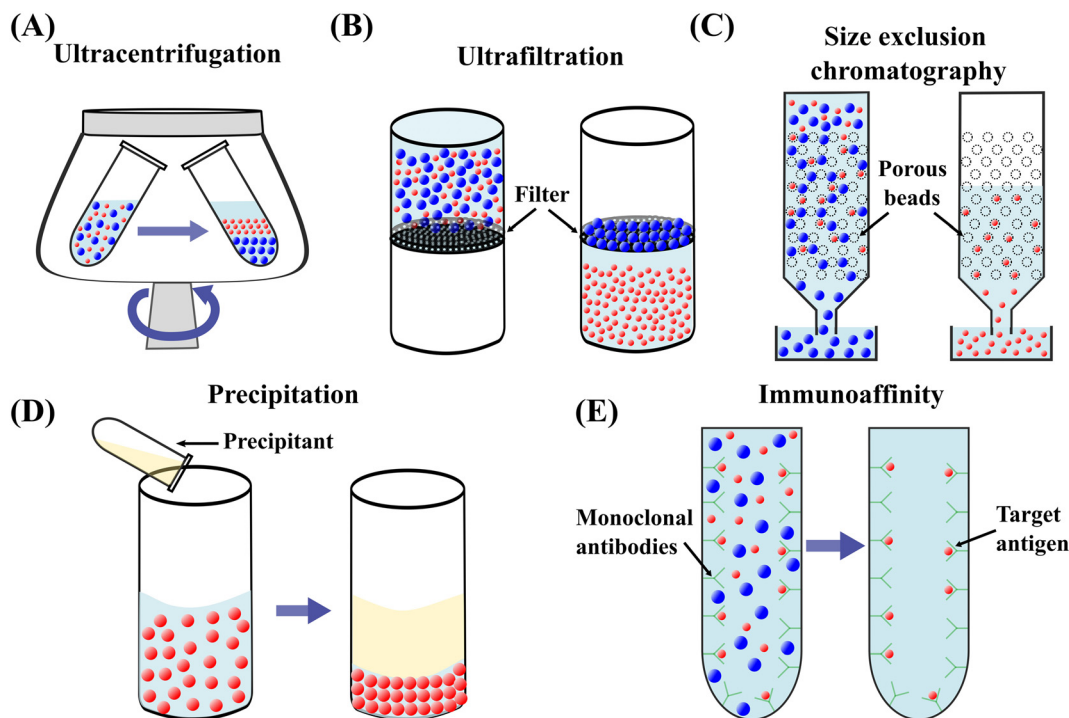 (A)
Ultracentrifugation
(B)
Ultrafiltration
Filter
(C)
Size exclusion
chromatography
Porous
beads
(D)
Precipitation
Precipitant
(E)
Immunoaffinity
Monoclonal
antibodies
Target
antigen